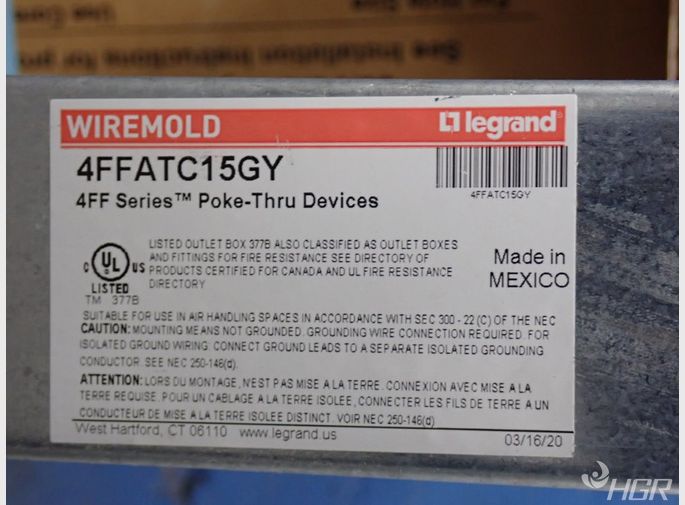 See Installation Instructions for pro
WIREMOLD
legrand
4FFATC15GY
4FF Series™ Poke-Thru Devices
4FFATC15GY
C UL US
LISTED
TM 377B
LISTED OUTLET BOX 377B ALSO CLASSIFIED AS OUTLET BOXES
AND FITTINGS FOR FIRE RESISTANCE SEE DIRECTORY OF
PRODUCTS CERTIFIED FOR CANADA AND UL FIRE RESISTANCE
DIRECTORY
Made in
MEXICO
SUITABLE FOR USE IN AIR HANDLING SPACES IN ACCORDANCE WITH SEC 300 - 22 (C) OF THE NEC
CAUTION: MOUNTING MEANS NOT GROUNDED. GROUNDING WIRE CONNECTION REQUIRED. FOR
ISOLATED GROUND WIRING. CONNECT GROUND LEADS TO A SEPARATE ISOLATED GROUNDING
CONDUCTOR. SEE NEC 250-146(d).
ATTENTION: LORS DU MONTAGE, N'EST PAS MISE A LA TERRE. CONNEXION AVEC MISE A LA
TERRE REQUISE. POUR UN CABLAGE A LA TERRE ISOLEE, CONNECTER LES FILS DE TERRE A UN
CONDUCTEUR DE MISE A LA TERRE ISOLEE DISTINCT. VOIR NEC 250-146(d)
West Hartford, CT 06110 www.legrand.us
03/16/20
HGR